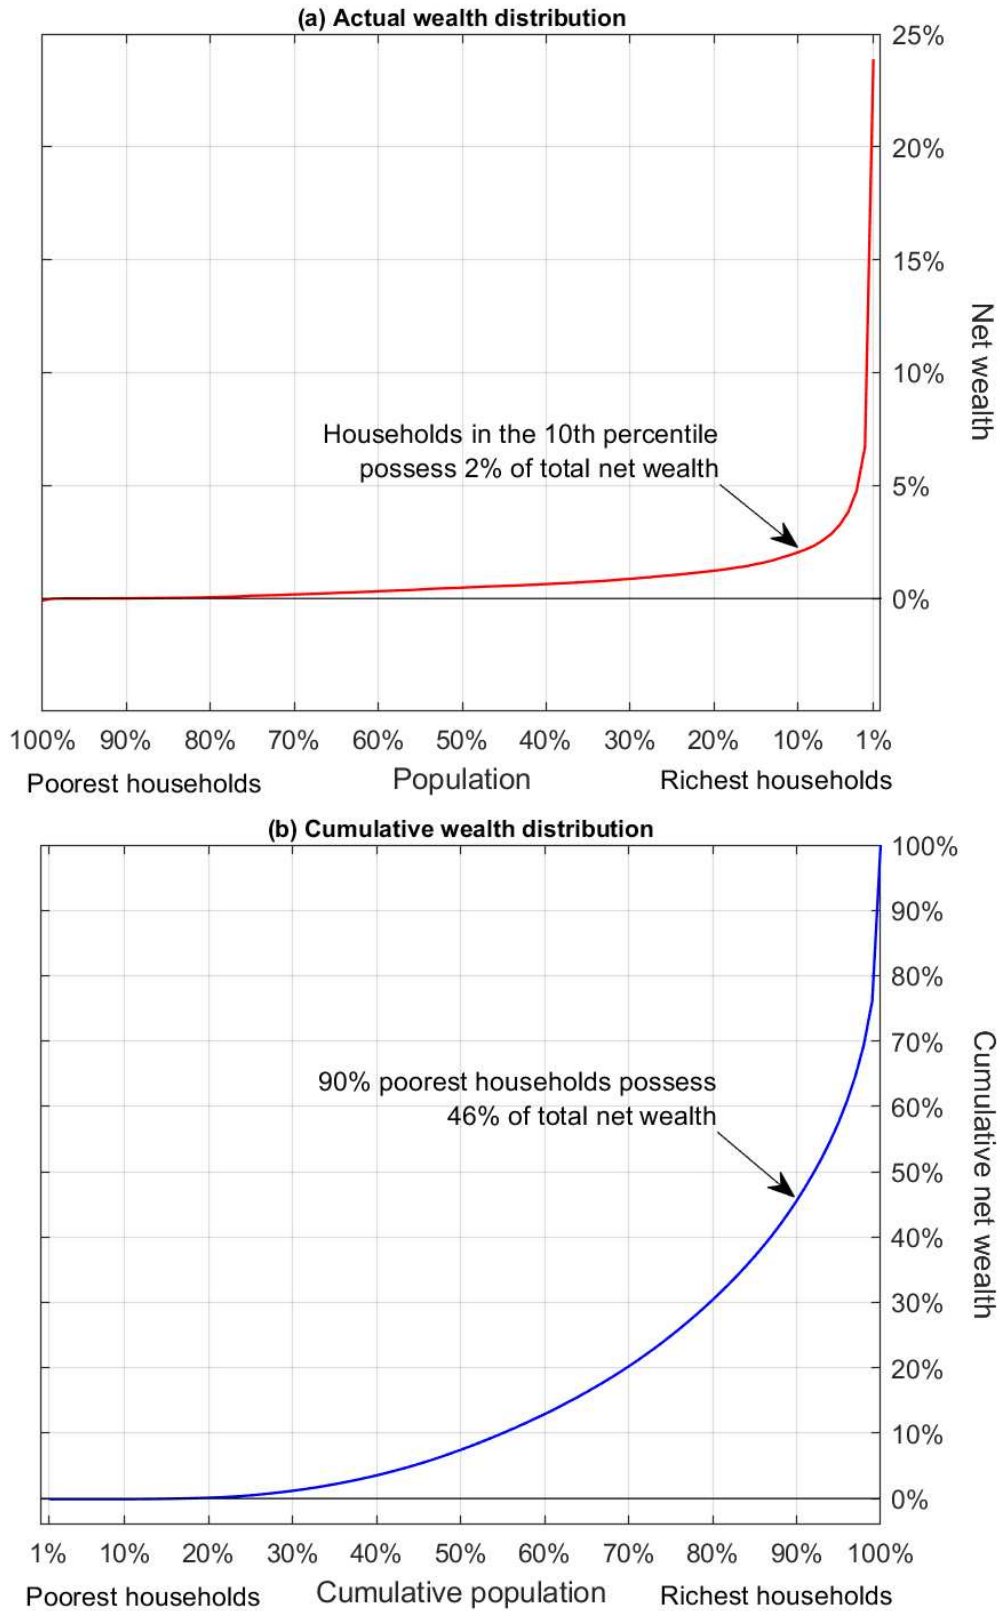 (a) Actual wealth distribution
25%
20%
15%
10%
5%
0%
Net wealth
Households in the 10th percentile
possess 2% of total net wealth
100% 90% 80% 70% 60% 50% 40% 30% 20% 10% 1%
Poorest households Population Richest households
(b) Cumulative wealth distribution
100%
90%
80%
70%
60%
50%
40%
30%
20%
10%
0%
Cumulative net wealth
90% poorest households possess
46% of total net wealth
1% 10% 20% 30% 40% 50% 60% 70% 80% 90% 100%
Poorest households Cumulative population Richest households